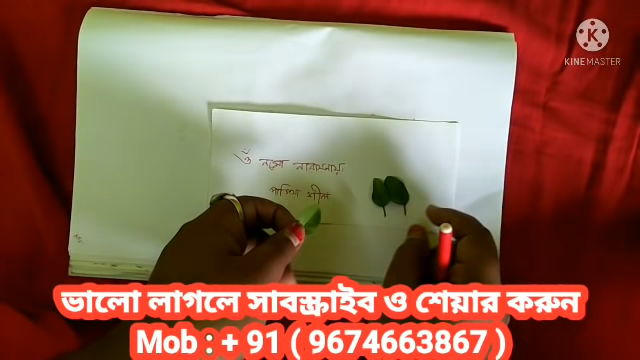 KINEMASTER
ওঁ নমো নারায়নায়
পাপিয়া শীল
ভালো লাগলে সাবস্ক্রাইব ও শেয়ার করুন
Mob : + 91 ( 9674663867 )